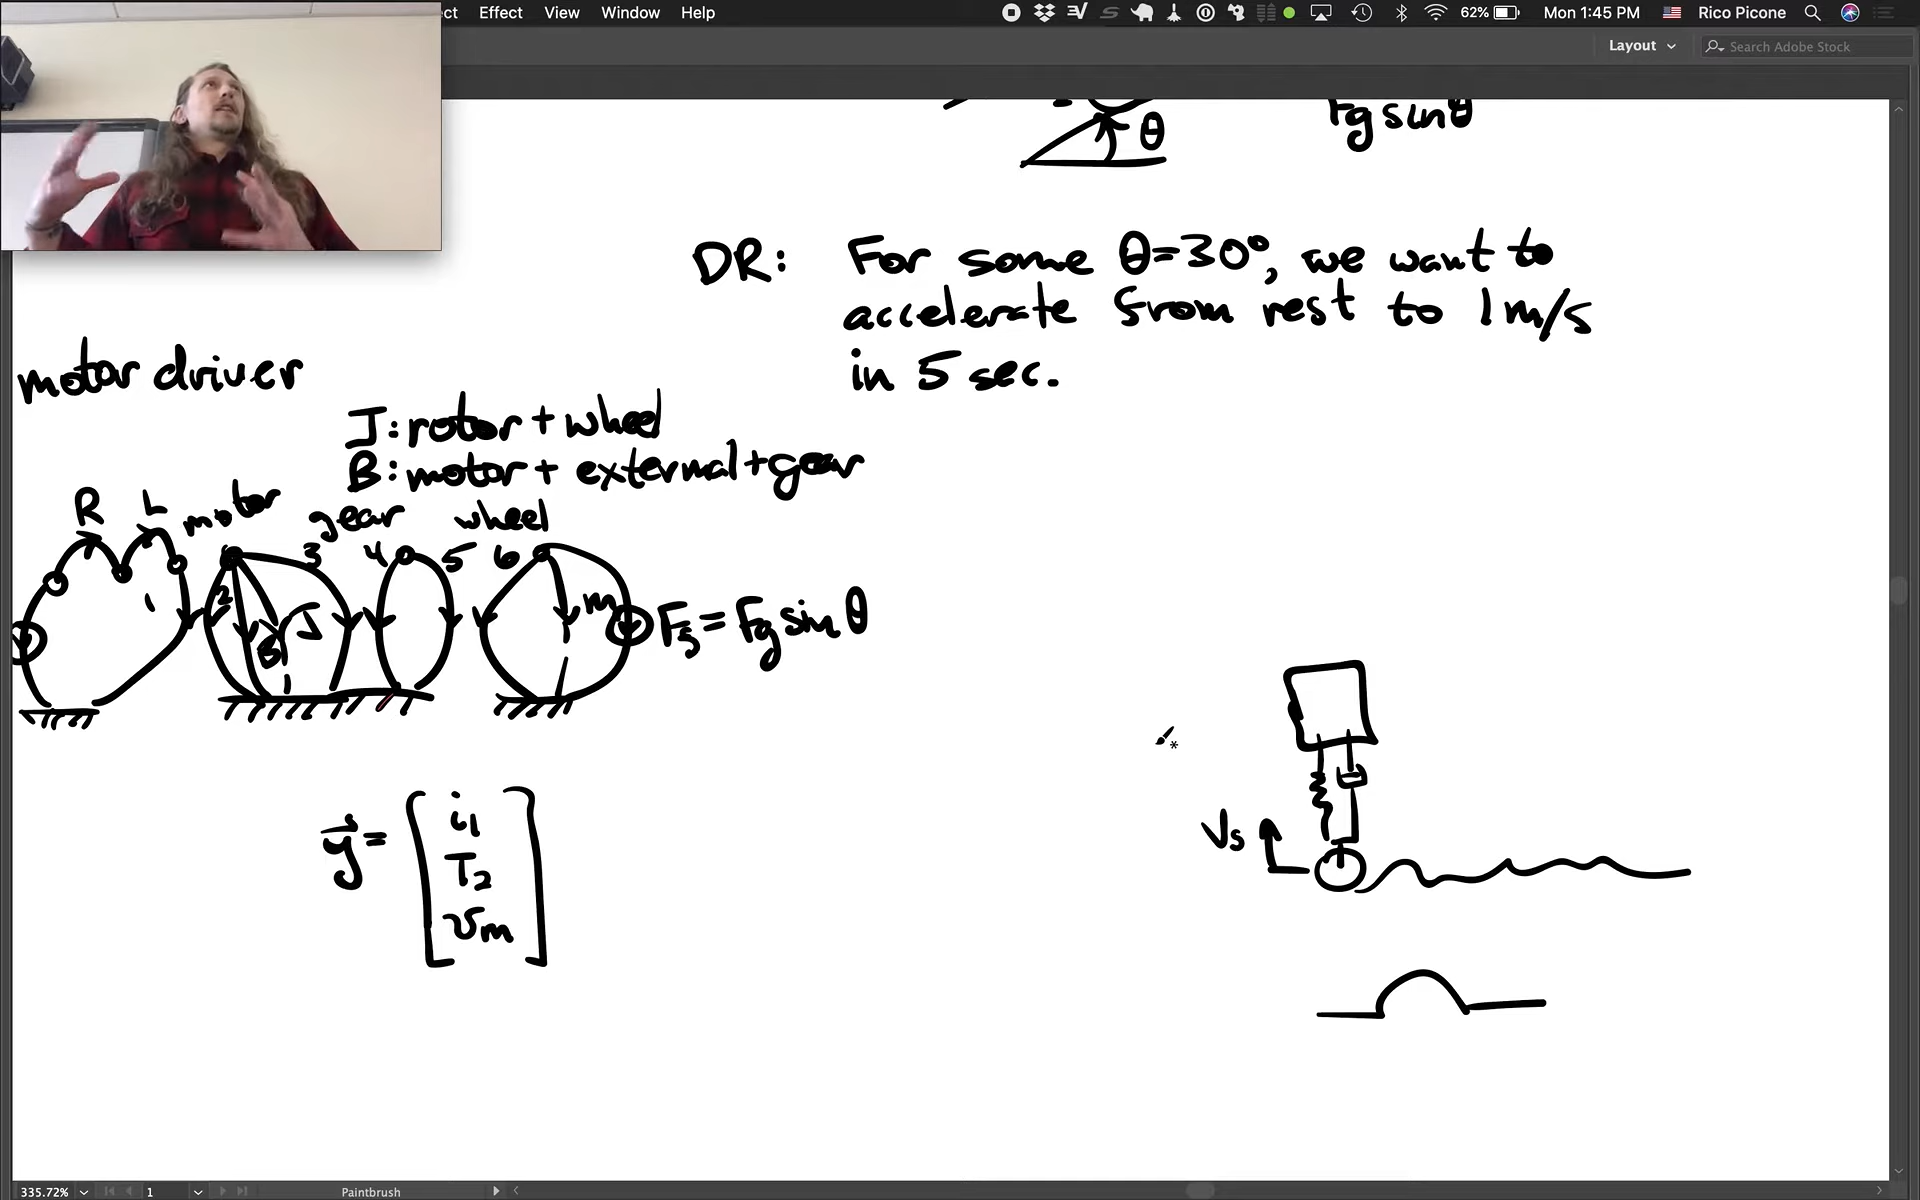 ct Effect View Window Help
62% Mon 1:45 PM Rico Picone
Layout Search Adobe Stock
θ
Fg sinθ
DR: For some θ=30°, we want to
accelerate from rest to 1m/s
in 5 sec.
motor driver
J: rotor + wheel
B: motor + external + gear
R L motor gear wheel
1 2 B J 3 4 5 6 m
Fs = Fg sin θ
Vs
y = [ i1
T2
vm ]
335.72% 1 Paintbrush